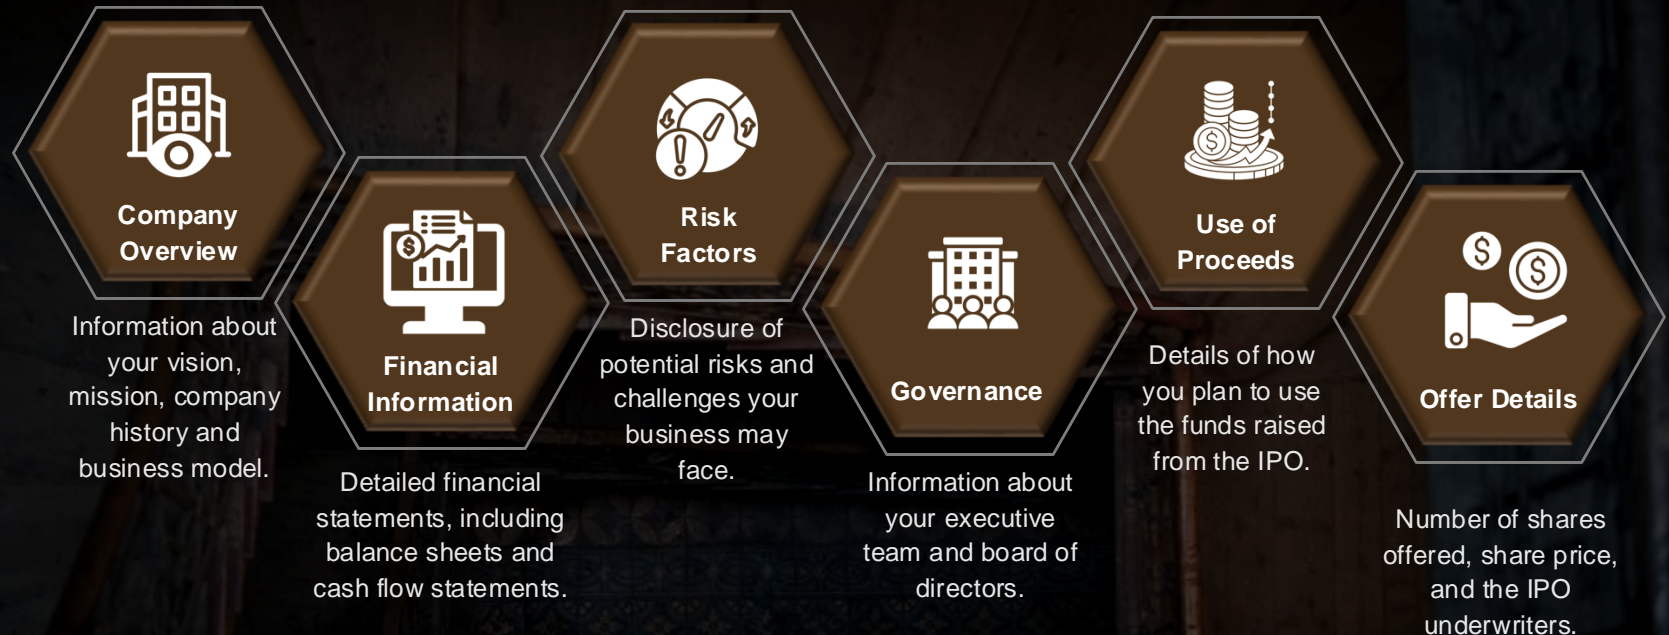 Company
Overview
Information about
your vision,
mission, company
history and
business model.
$
Financial
Information
Detailed financial
statements, including
balance sheets and
cash flow statements.
!
Risk
Factors
Disclosure of
potential risks and
challenges your
business may
face.
Governance
Information about
your executive
team and board of
directors.
$
Use of
Proceeds
Details of how
you plan to use
the funds raised
from the IPO.
$
$
Offer Details
Number of shares
offered, share price,
and the IPO
underwriters.